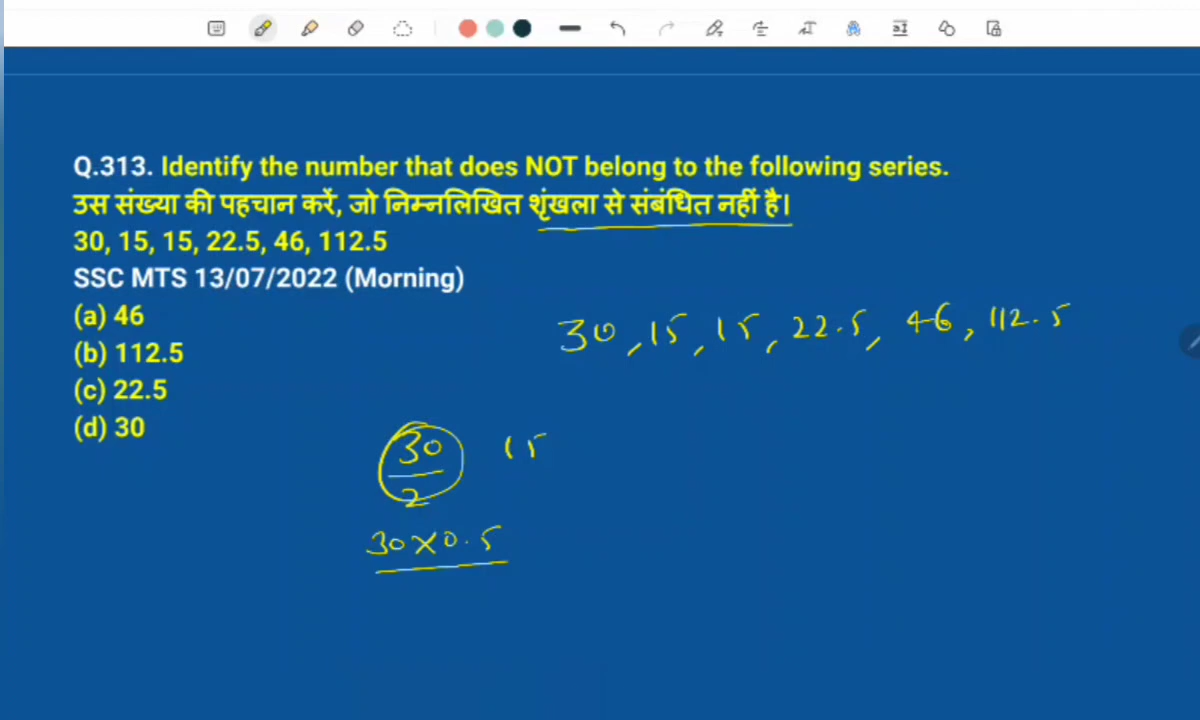 Q.313. Identify the number that does NOT belong to the following series.
उस संख्या की पहचान करें, जो निम्नलिखित शृंखला से संबंधित नहीं है।
30, 15, 15, 22.5, 46, 112.5
SSC MTS 13/07/2022 (Morning)
(a) 46
30, 15, 15, 22.5, 46, 112.5
(b) 112.5
(c) 22.5
(d) 30
30 15
2
30×0.5